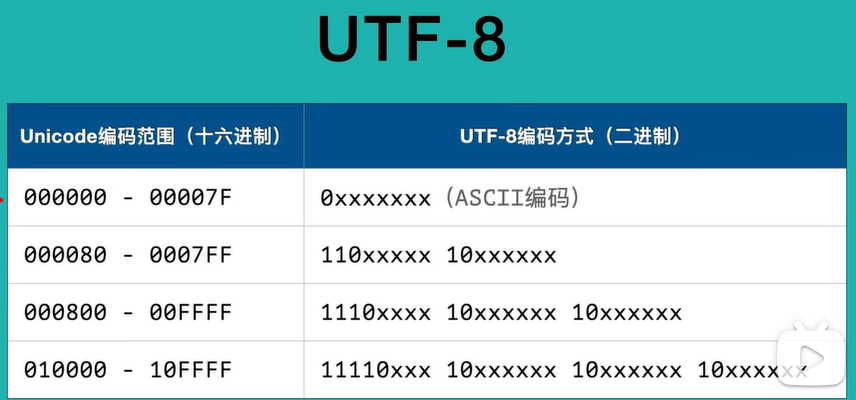 UTF-8
Unicode编码范围（十六进制） UTF-8编码方式（二进制）
000000 - 00007F 0xxxxxxx（ASCII编码）
000080 - 0007FF 110xxxxx 10xxxxxx
000800 - 00FFFF 1110xxxx 10xxxxxx 10xxxxxx
010000 - 10FFFF 11110xxx 10xxxxxx 10xxxxxx 10xxxxxx